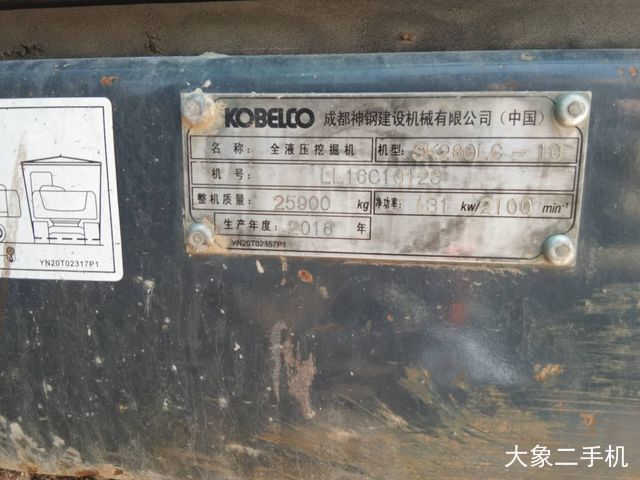 KOBELCO 成都神钢建设机械有限公司（中国）
名 称: 全液压挖掘机 机型: SK260LC-10
机 号: LL16C10128
整机质量: 25900 kg 净功率: 131 kw/2100 min⁻¹
生产年度: 2016 年
YN20T02357P1
YN20T02317P1
大象二手机